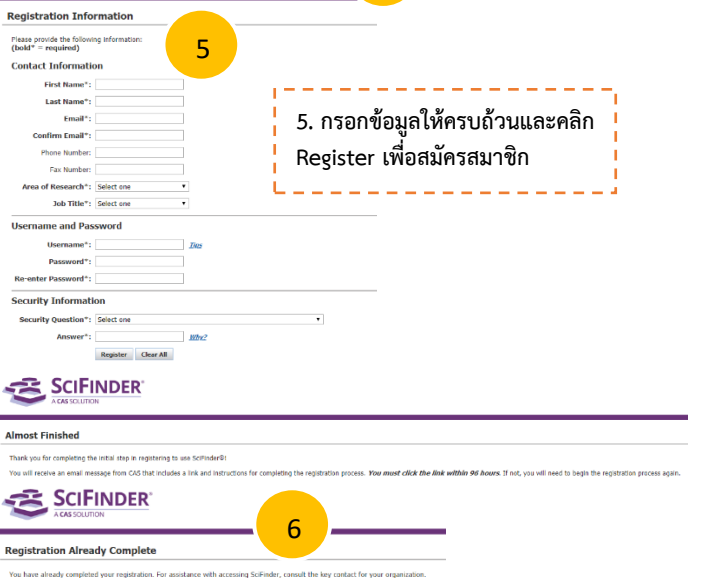 Registration Information
Please provide the following information:
(bold* = required)
5
Contact Information
First Name*:
Last Name*:
Email*:
Confirm Email*:
Phone Number:
Fax Number:
Area of Research*: Select one
Job Title*: Select one
5. กรอกข้อมูลให้ครบถ้วนและคลิก
Register เพื่อสมัครสมาชิก
Username and Password
Username*: Tips
Password*:
Re-enter Password*:
Security Information
Security Question*: Select one
Answer*: Why?
Register Clear All
SCIFINDER®
A CAS SOLUTION
Almost Finished
Thank you for completing the initial step in registering to use SciFinder®!
You will receive an email message from CAS that includes a link and instructions for completing the registration process. You must click the link within 96 hours. If not, you will need to begin the registration process again.
SCIFINDER®
A CAS SOLUTION
6
Registration Already Complete
You have already completed your registration. For assistance with accessing SciFinder, consult the key contact for your organization.